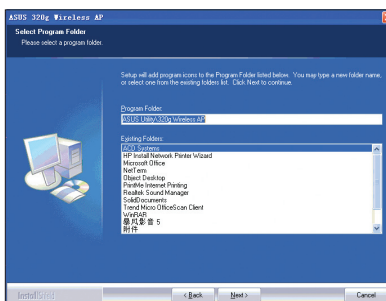 ASUS 320g Wireless AP
Select Program Folder
Please select a program folder.
Setup will add program icons to the Program Folder listed below. You may type a new folder name,
or select one from the existing folders list. Click Next to continue.
Program Folder:
ASUS Utility\320g Wireless AP
Existing Folders:
ACD Systems
HP Install Network Printer Wizard
Microsoft Office
NetTerm
Object Desktop
PrintMe Internet Printing
Realtek Sound Manager
SolidDocuments
Trend Micro OfficeScan Client
WinRAR
暴风影音 5
附件
InstallShield
< Back
Next >
Cancel